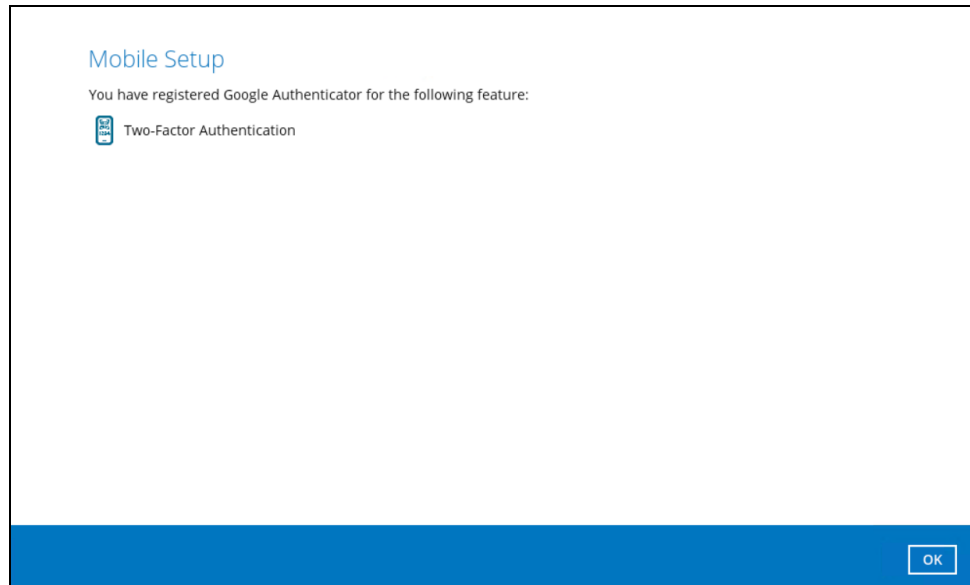 Mobile Setup
You have registered Google Authenticator for the following feature:
Two-Factor Authentication
OK